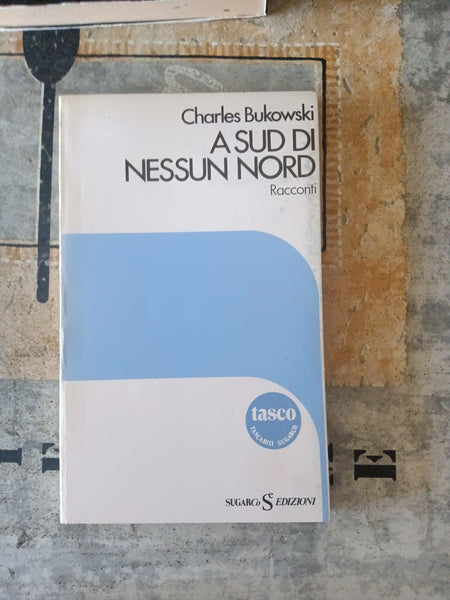 Charles Bukowski
A SUD DI
NESSUN NORD
Racconti
tasco
TASCABILI SUGARCO
SUGARCo EDIZIONI